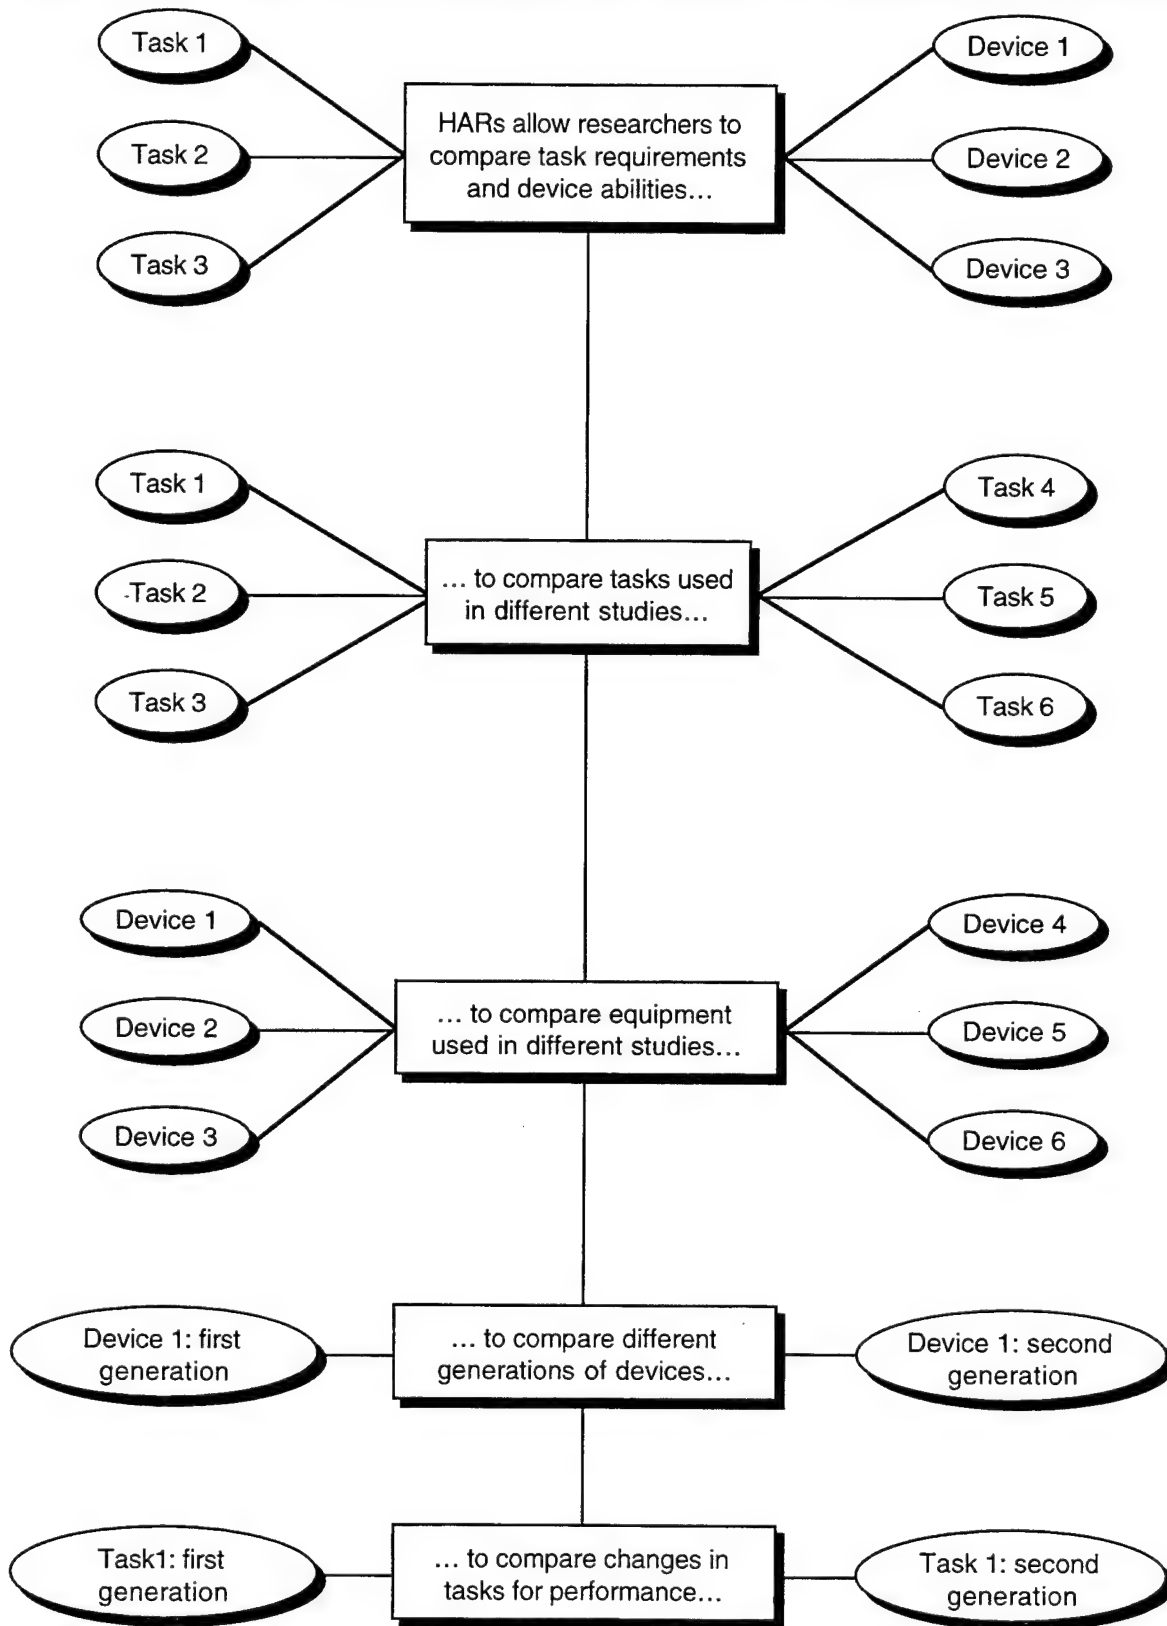 Task 1
Device 1
HARs allow researchers to
compare task requirements
and device abilities...
Task 2
Device 2
Task 3
Device 3
Task 1
Task 4
... to compare tasks used
in different studies...
-Task 2
Task 5
Task 3
Task 6
Device 1
Device 4
... to compare equipment
used in different studies...
Device 2
Device 5
Device 3
Device 6
Device 1: first
generation
... to compare different
generations of devices...
Device 1: second
generation
Task1: first
generation
... to compare changes in
tasks for performance...
Task 1: second
generation